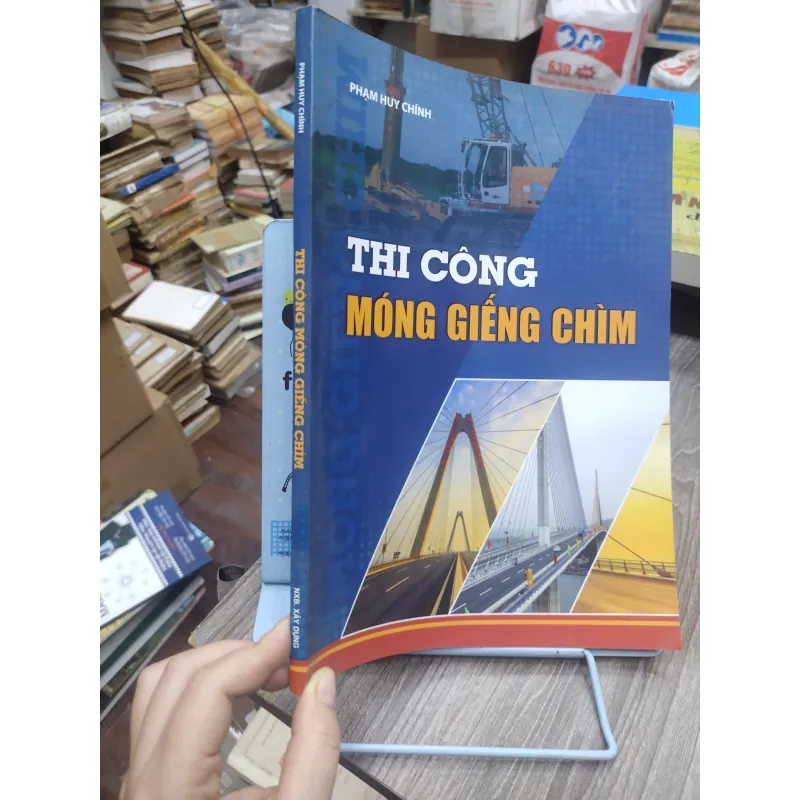 PHẠM HUY CHÍNH
THI CÔNG
MÓNG GIẾNG CHÌM
PHẠM HUY CHÍNH
THI CÔNG MÓNG GIẾNG CHÌM
NXB. XÂY DỰNG